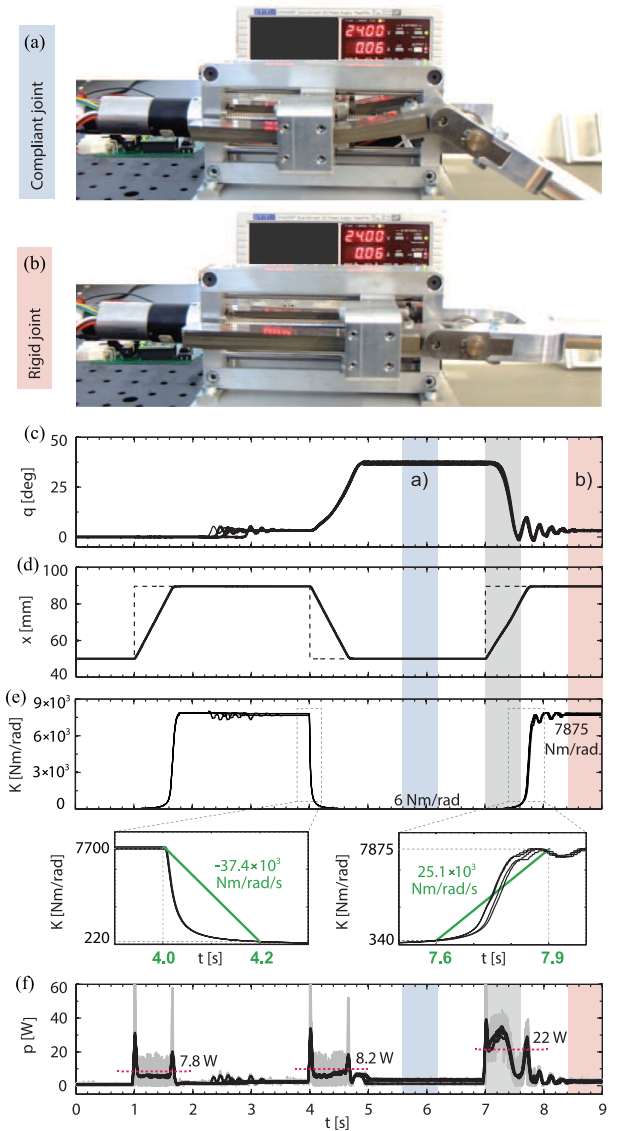 (a)
Compliant joint
24.00
0.06
(b)
Rigid joint
24.00
0.06
(c)
q [deg]
50
25
0
a)
b)
(d)
x [mm]
100
80
60
40
(e)
K [Nm/rad]
9×10³
6×10³
3×10³
0
7875
Nm/rad.
6 Nm/rad
K [Nm/rad]
7700
220
-37.4×10³
Nm/rad/s
4.0
t [s]
4.2
K [Nm/rad]
7875
340
25.1×10³
Nm/rad/s
7.6
t [s]
7.9
(f)
p [W]
60
40
20
0
7.8 W
8.2 W
22 W
0 1 2 3 4 5 6 7 8 9
t [s]